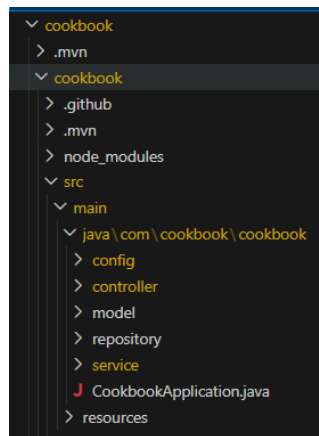 cookbook
.mvn
cookbook
.github
.mvn
node_modules
src
main
java\com\cookbook\cookbook
config
controller
model
repository
service
J CookbookApplication.java
resources